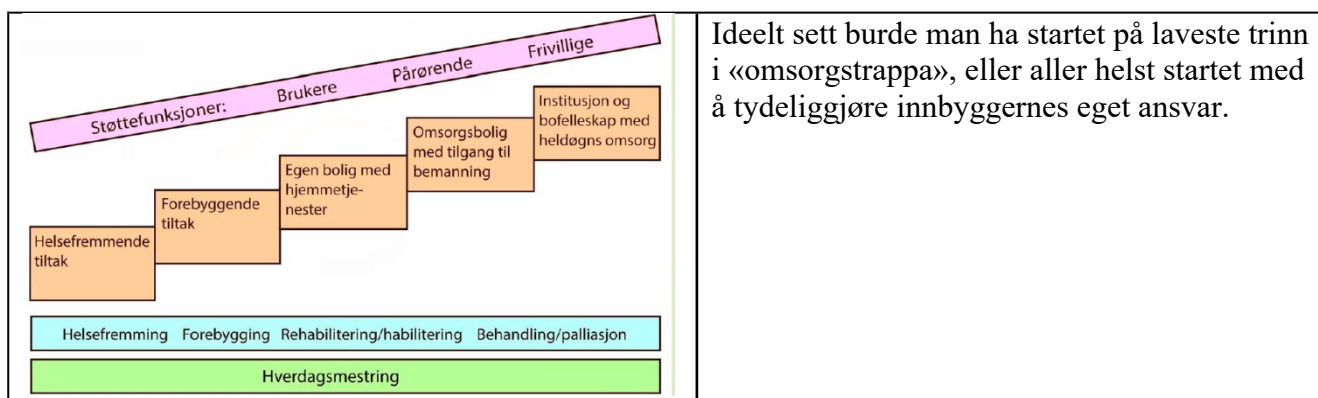 Støttefunksjoner: Brukere Pårørende Frivillige
Helsefremmende
tiltak
Forebyggende
tiltak
Egen bolig med
hjemmetje-
nester
Omsorgsbolig
med tilgang til
bemanning
Institusjon og
bofelleskap med
heldøgns omsorg
Helsefremming Forebygging Rehabilitering/habilitering Behandling/palliasjon
Hverdagsmestring
Ideelt sett burde man ha startet på laveste trinn
i «omsorgstrappa», eller aller helst startet med
å tydeliggjøre innbyggernes eget ansvar.